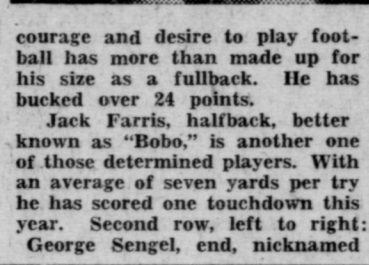 courage and desire to play foot-
ball has more than made up for
his size as a fullback. He has
bucked over 24 points.
Jack Farris, halfback, better
known as "Bobo," is another one
of those determined players. With
an average of seven yards per try
he has scored one touchdown this
year. Second row, left to right:
George Sengel, end, nicknamed